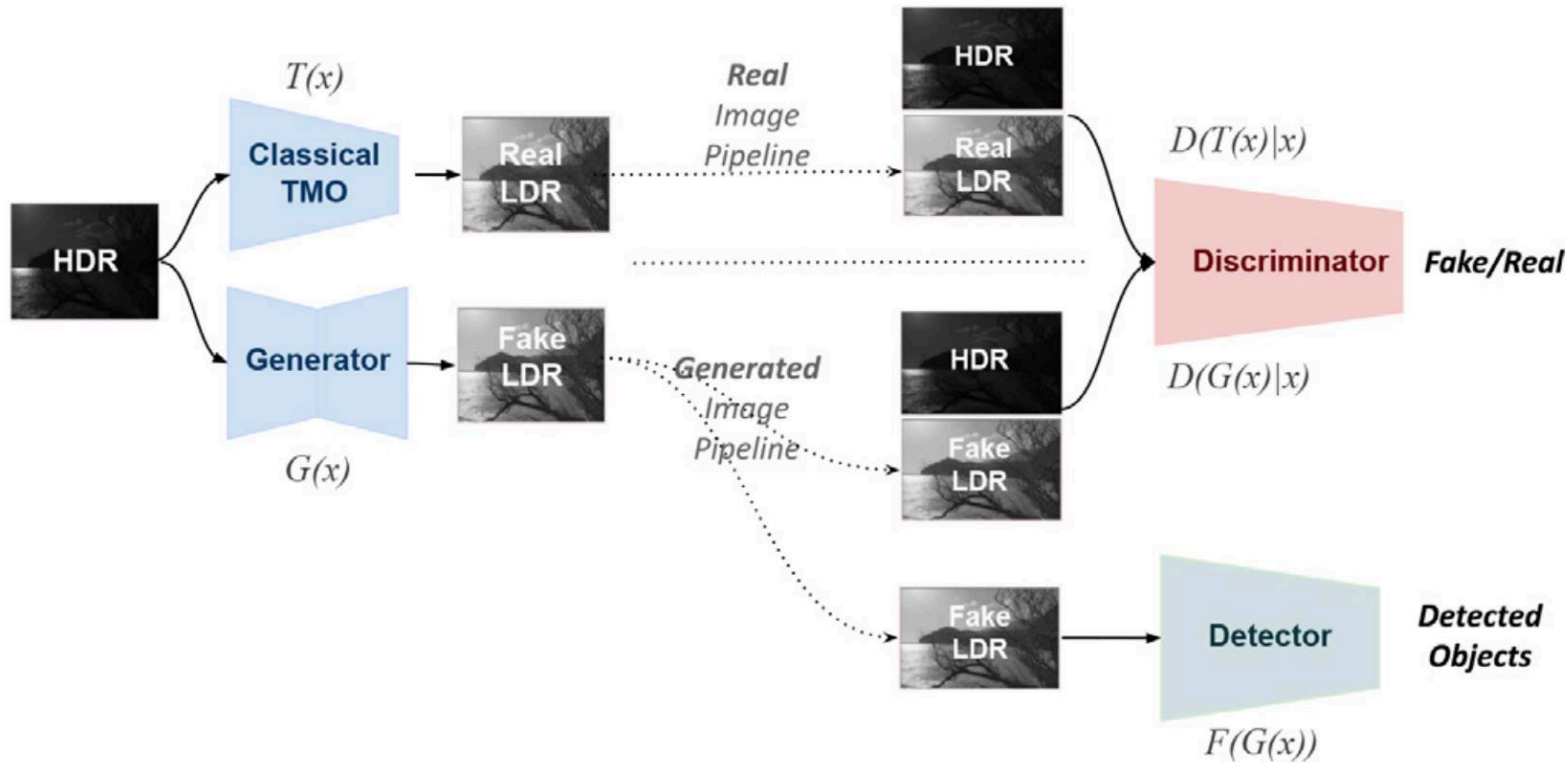 HDR
T(x)
Classical
TMO
Real
LDR
Real
Image
Pipeline
HDR
Real
LDR
D(T(x)|x)
Discriminator
Fake/Real
D(G(x)|x)
Generator
G(x)
Fake
LDR
Generated
Image
Pipeline
HDR
Fake
LDR
Fake
LDR
Detector
F(G(x))
Detected
Objects